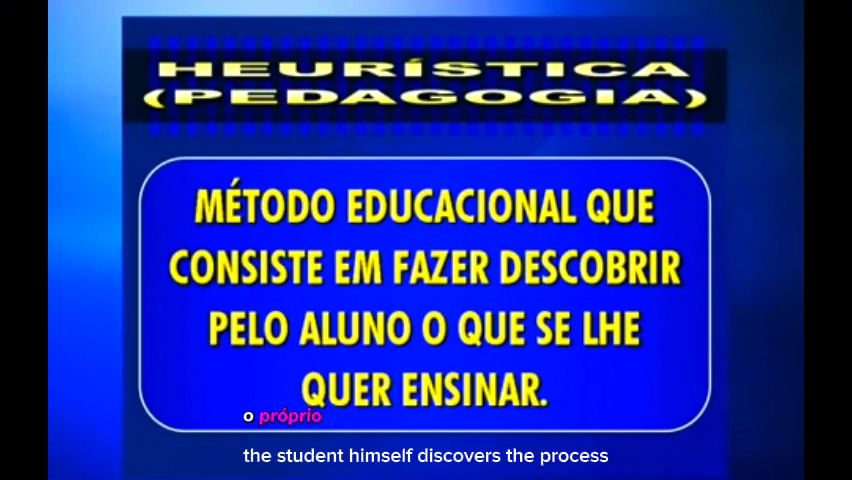 HEURÍSTICA
(PEDAGOGIA)
MÉTODO EDUCACIONAL QUE
CONSISTE EM FAZER DESCOBRIR
PELO ALUNO O QUE SE LHE
QUER ENSINAR.
o próprio
the student himself discovers the process